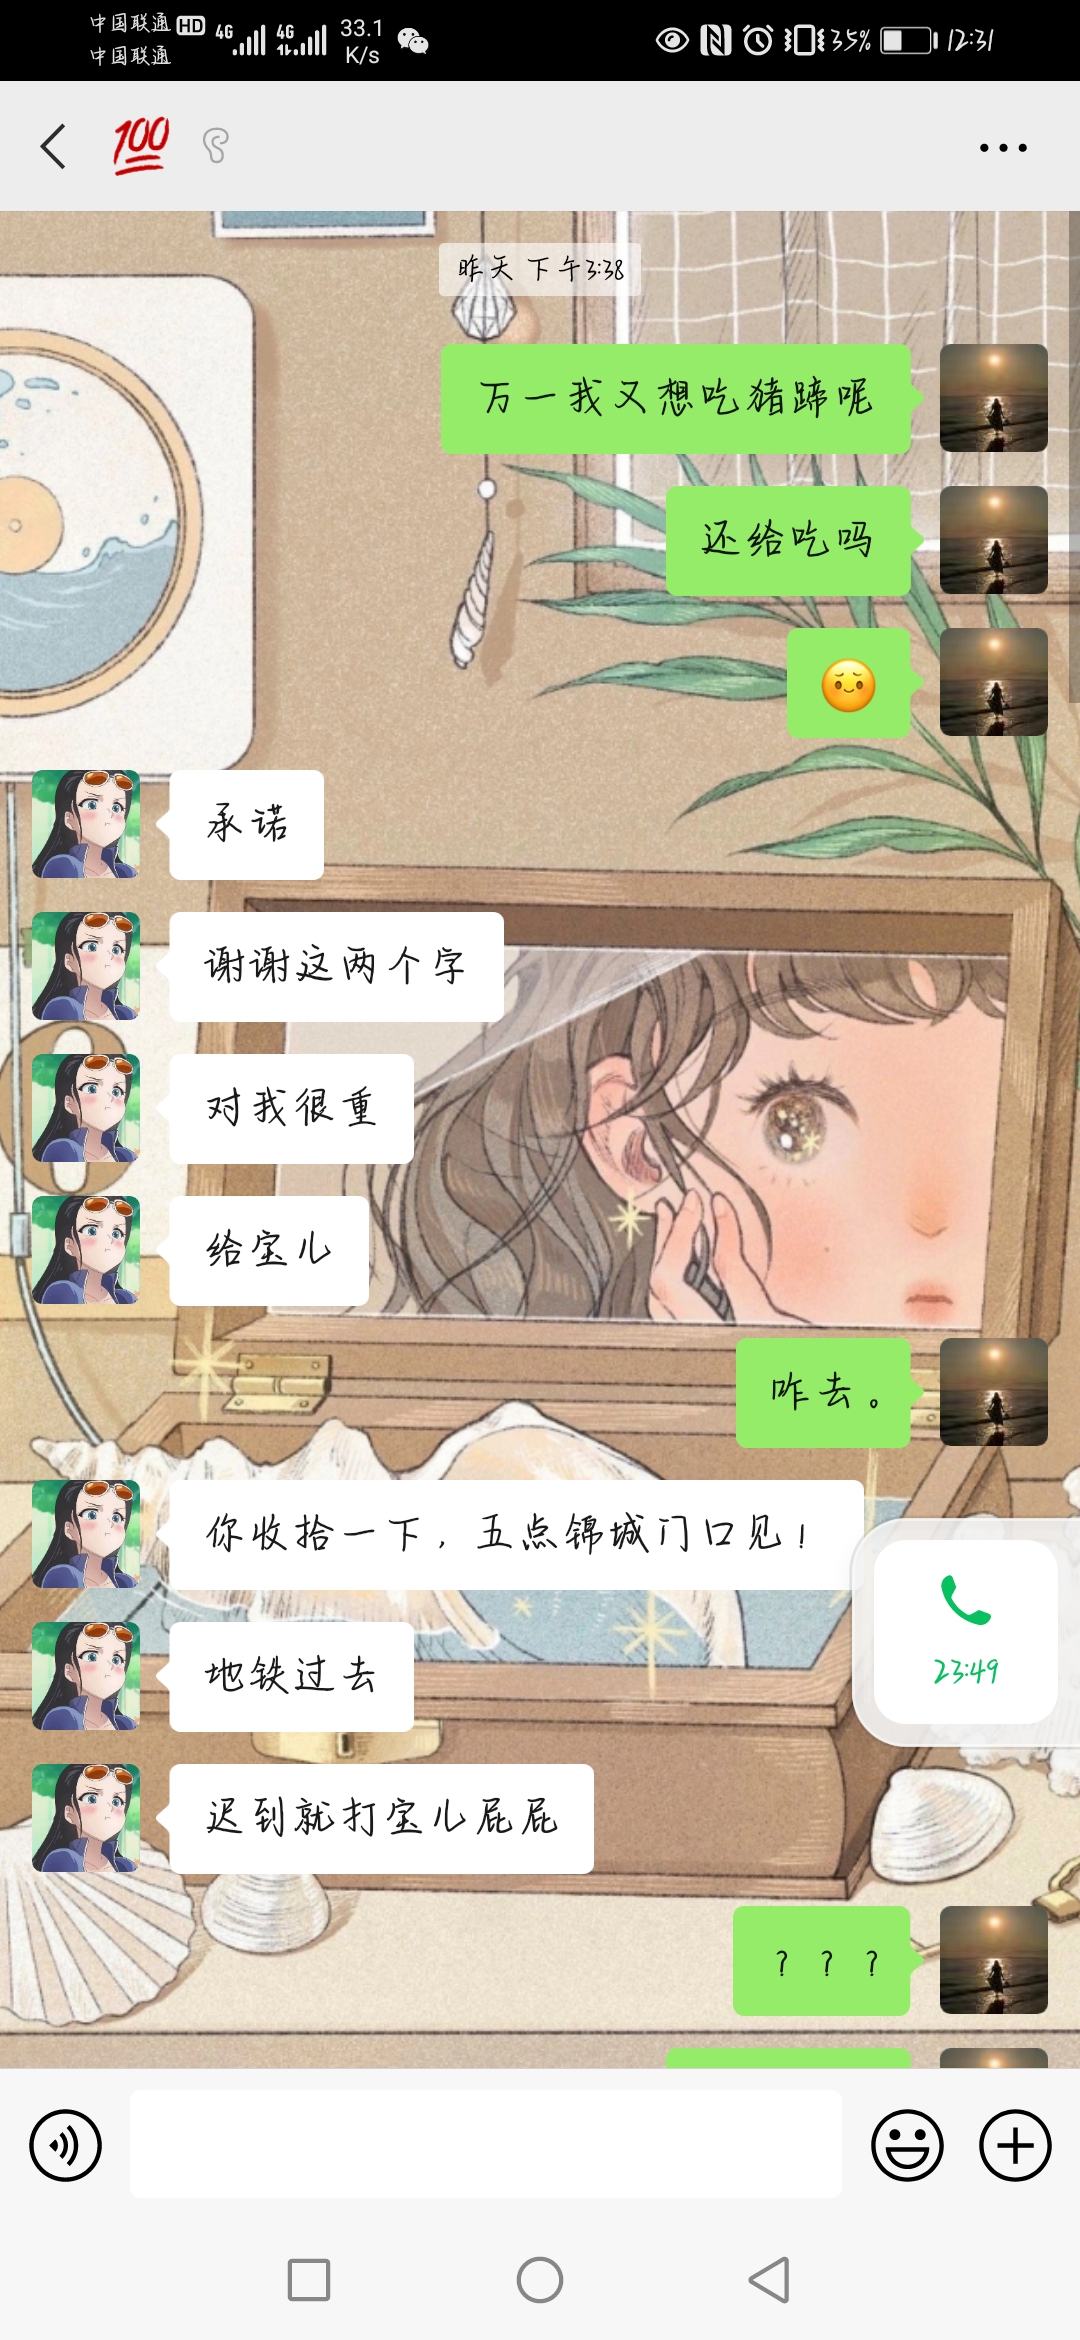 中国联通 HD 4G 4G 33.1 K/s 35% 12:31
中国联通
100
昨天 下午3:38
万一我又想吃猪蹄呢
还给吃吗
承诺
谢谢这两个字
对我很重
给宝儿
咋去。
你收拾一下，五点锦城门口见！
23:49
地铁过去
迟到就打宝儿屁屁
？？？